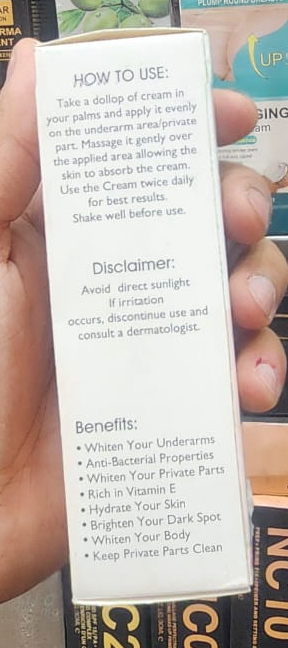 HOW TO USE:
Take a dollop of cream in
your palms and apply it evenly
on the underarm area/private
part. Massage it gently over
the applied area allowing the
skin to absorb the cream.
Use the Cream twice daily
for best results.
Shake well before use.
Disclaimer:
Avoid direct sunlight
If irritation
occurs, discontinue use and
consult a dermatologist.
Benefits:
• Whiten Your Underarms
• Anti-Bacterial Properties
• Whiten Your Private Parts
• Rich in Vitamin E
• Hydrate Your Skin
• Brighten Your Dark Spot
• Whiten Your Body
• Keep Private Parts Clean
UP